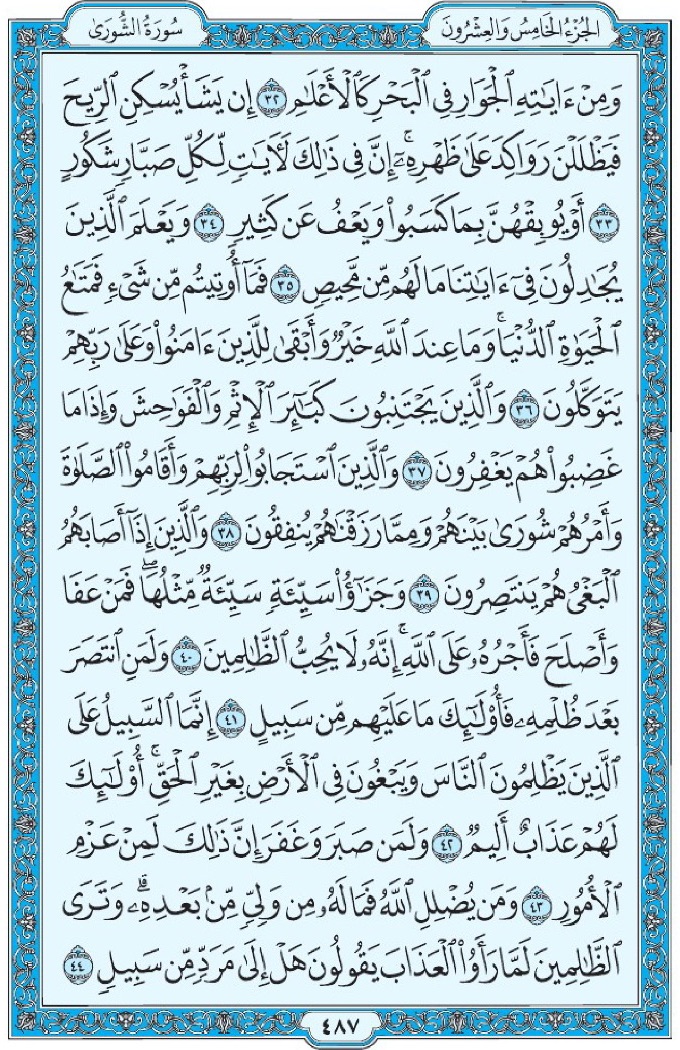 الجُزْءُ الخَامِسُ وَالعِشْرُونَ
سُورَةُ الشُّورَى
وَمِنْ ءَايَٰتِهِ ٱلْجَوَارِ فِى ٱلْبَحْرِ كَٱلْأَعْلَٰمِ ٣٢ إِن يَشَأْ يُسْكِنِ ٱلرِّيحَ
فَيَظْلَلْنَ رَوَاكِدَ عَلَىٰ ظَهْرِهِۦٓ ۚ إِنَّ فِى ذَٰلِكَ لَءَايَٰتٍ لِّكُلِّ صَبَّارٍ شَكُورٍ
٣٣ أَوْ يُوبِقْهُنَّ بِمَا كَسَبُوا۟ وَيَعْفُ عَن كَثِيرٍ ٣٤ وَيَعْلَمَ ٱلَّذِينَ
يُجَٰدِلُونَ فِىٓ ءَايَٰتِنَا مَا لَهُم مِّن مَّحِيصٍ ٣٥ فَمَآ أُوتِيتُم مِّن شَىْءٍ فَمَتَٰعُ
ٱلْحَيَوٰةِ ٱلدُّنْيَا ۚ وَمَا عِندَ ٱللَّهِ خَيْرٌ وَأَبْقَىٰ لِلَّذِينَ ءَامَنُوا۟ وَعَلَىٰ رَبِّهِمْ
يَتَوَكَّلُونَ ٣٦ وَٱلَّذِينَ يَجْتَنِبُونَ كَبَٰٓئِرَ ٱلْإِثْمِ وَٱلْفَوَٰحِشَ وَإِذَا مَا
غَضِبُوا۟ هُمْ يَغْفِرُونَ ٣٧ وَٱلَّذِينَ ٱسْتَجَابُوا۟ لِرَبِّهِمْ وَأَقَامُوا۟ ٱلصَّلَوٰةَ
وَأَمْرُهُمْ شُورَىٰ بَيْنَهُمْ وَمِمَّا رَزَقْنَٰهُمْ يُنفِقُونَ ٣٨ وَٱلَّذِينَ إِذَآ أَصَابَهُمُ
ٱلْبَغْىُ هُمْ يَنتَصِرُونَ ٣٩ وَجَزَٰٓؤُا۟ سَيِّئَةٍ سَيِّئَةٌ مِّثْلُهَا ۖ فَمَنْ عَفَا
وَأَصْلَحَ فَأَجْرُهُۥ عَلَى ٱللَّهِ ۚ إِنَّهُۥ لَا يُحِبُّ ٱلظَّٰلِمِينَ ٤٠ وَلَمَنِ ٱنتَصَرَ
بَعْدَ ظُلْمِهِۦ فَأُو۟لَٰٓئِكَ مَا عَلَيْهِم مِّن سَبِيلٍ ٤١ إِنَّمَا ٱلسَّبِيلُ عَلَى
ٱلَّذِينَ يَظْلِمُونَ ٱلنَّاسَ وَيَبْغُونَ فِى ٱلْأَرْضِ بِغَيْرِ ٱلْحَقِّ ۚ أُو۟لَٰٓئِكَ
لَهُمْ عَذَابٌ أَلِيمٌ ٤٢ وَلَمَن صَبَرَ وَغَفَرَ إِنَّ ذَٰلِكَ لَمِنْ عَزْمِ
ٱلْأُمُورِ ٤٣ وَمَن يُضْلِلِ ٱللَّهُ فَمَا لَهُۥ مِن وَلِىٍّ مِّنۢ بَعْدِهِۦ ۗ وَتَرَى
ٱلظَّٰلِمِينَ لَمَّا رَأَوُا۟ ٱلْعَذَابَ يَقُولُونَ هَلْ إِلَىٰ مَرَدٍّ مِّن سَبِيلٍ ٤٤
٤٨٧